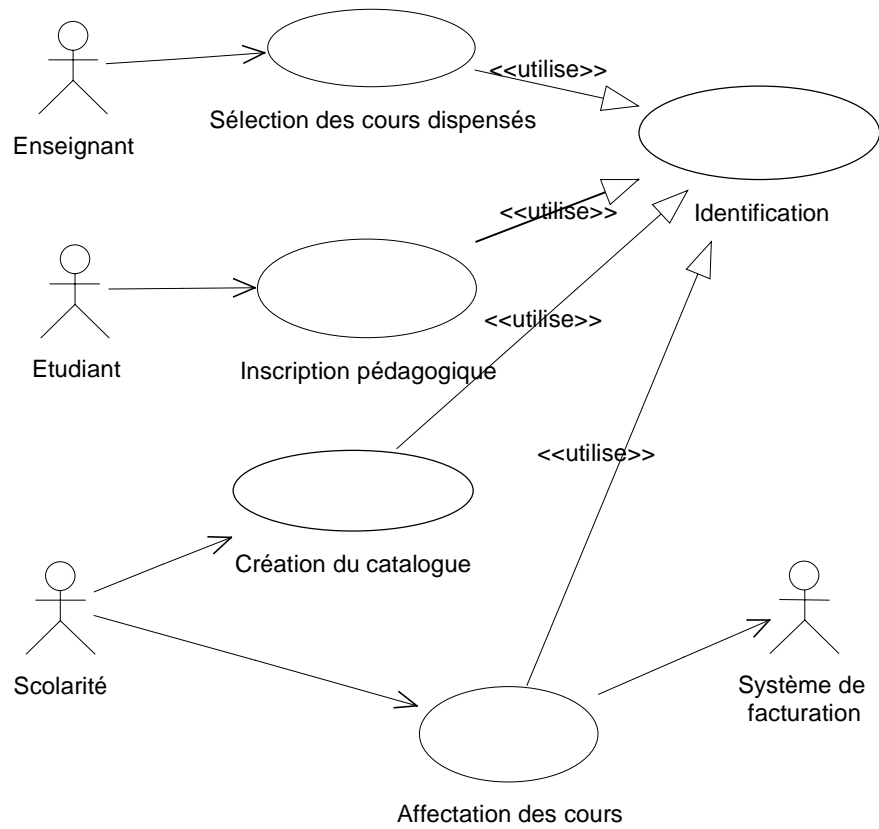 <<utilise>>
Sélection des cours dispensés
Enseignant
<<utilise>>
Identification
<<utilise>>
Etudiant
Inscription pédagogique
<<utilise>>
Création du catalogue
Scolarité
Système de
facturation
Affectation des cours